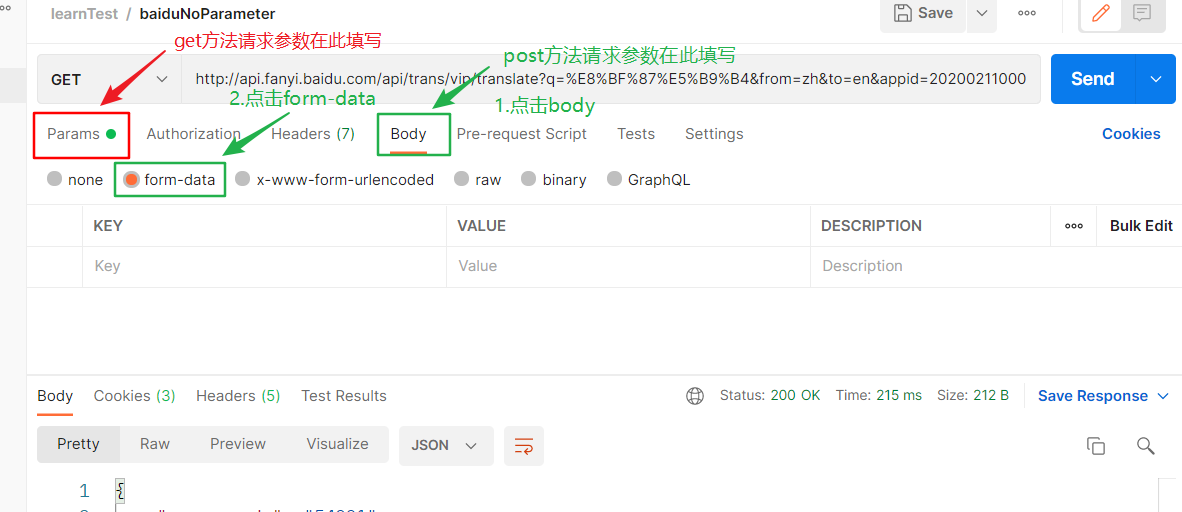 learnTest / baiduNoParameter
Save
get方法请求参数在此填写
post方法请求参数在此填写
GET
http://api.fanyi.baidu.com/api/trans/vip/translate?q=%E8%BF%87%E5%B9%B4&from=zh&to=en&appid=20200211000
Send
2.点击form-data
1.点击body
Params Authorization Headers (7) Body Pre-request Script Tests Settings Cookies
none form-data x-www-form-urlencoded raw binary GraphQL
KEY VALUE DESCRIPTION Bulk Edit
Key Value Description
Body Cookies (3) Headers (5) Test Results Status: 200 OK Time: 215 ms Size: 212 B Save Response
Pretty Raw Preview Visualize JSON
1 {